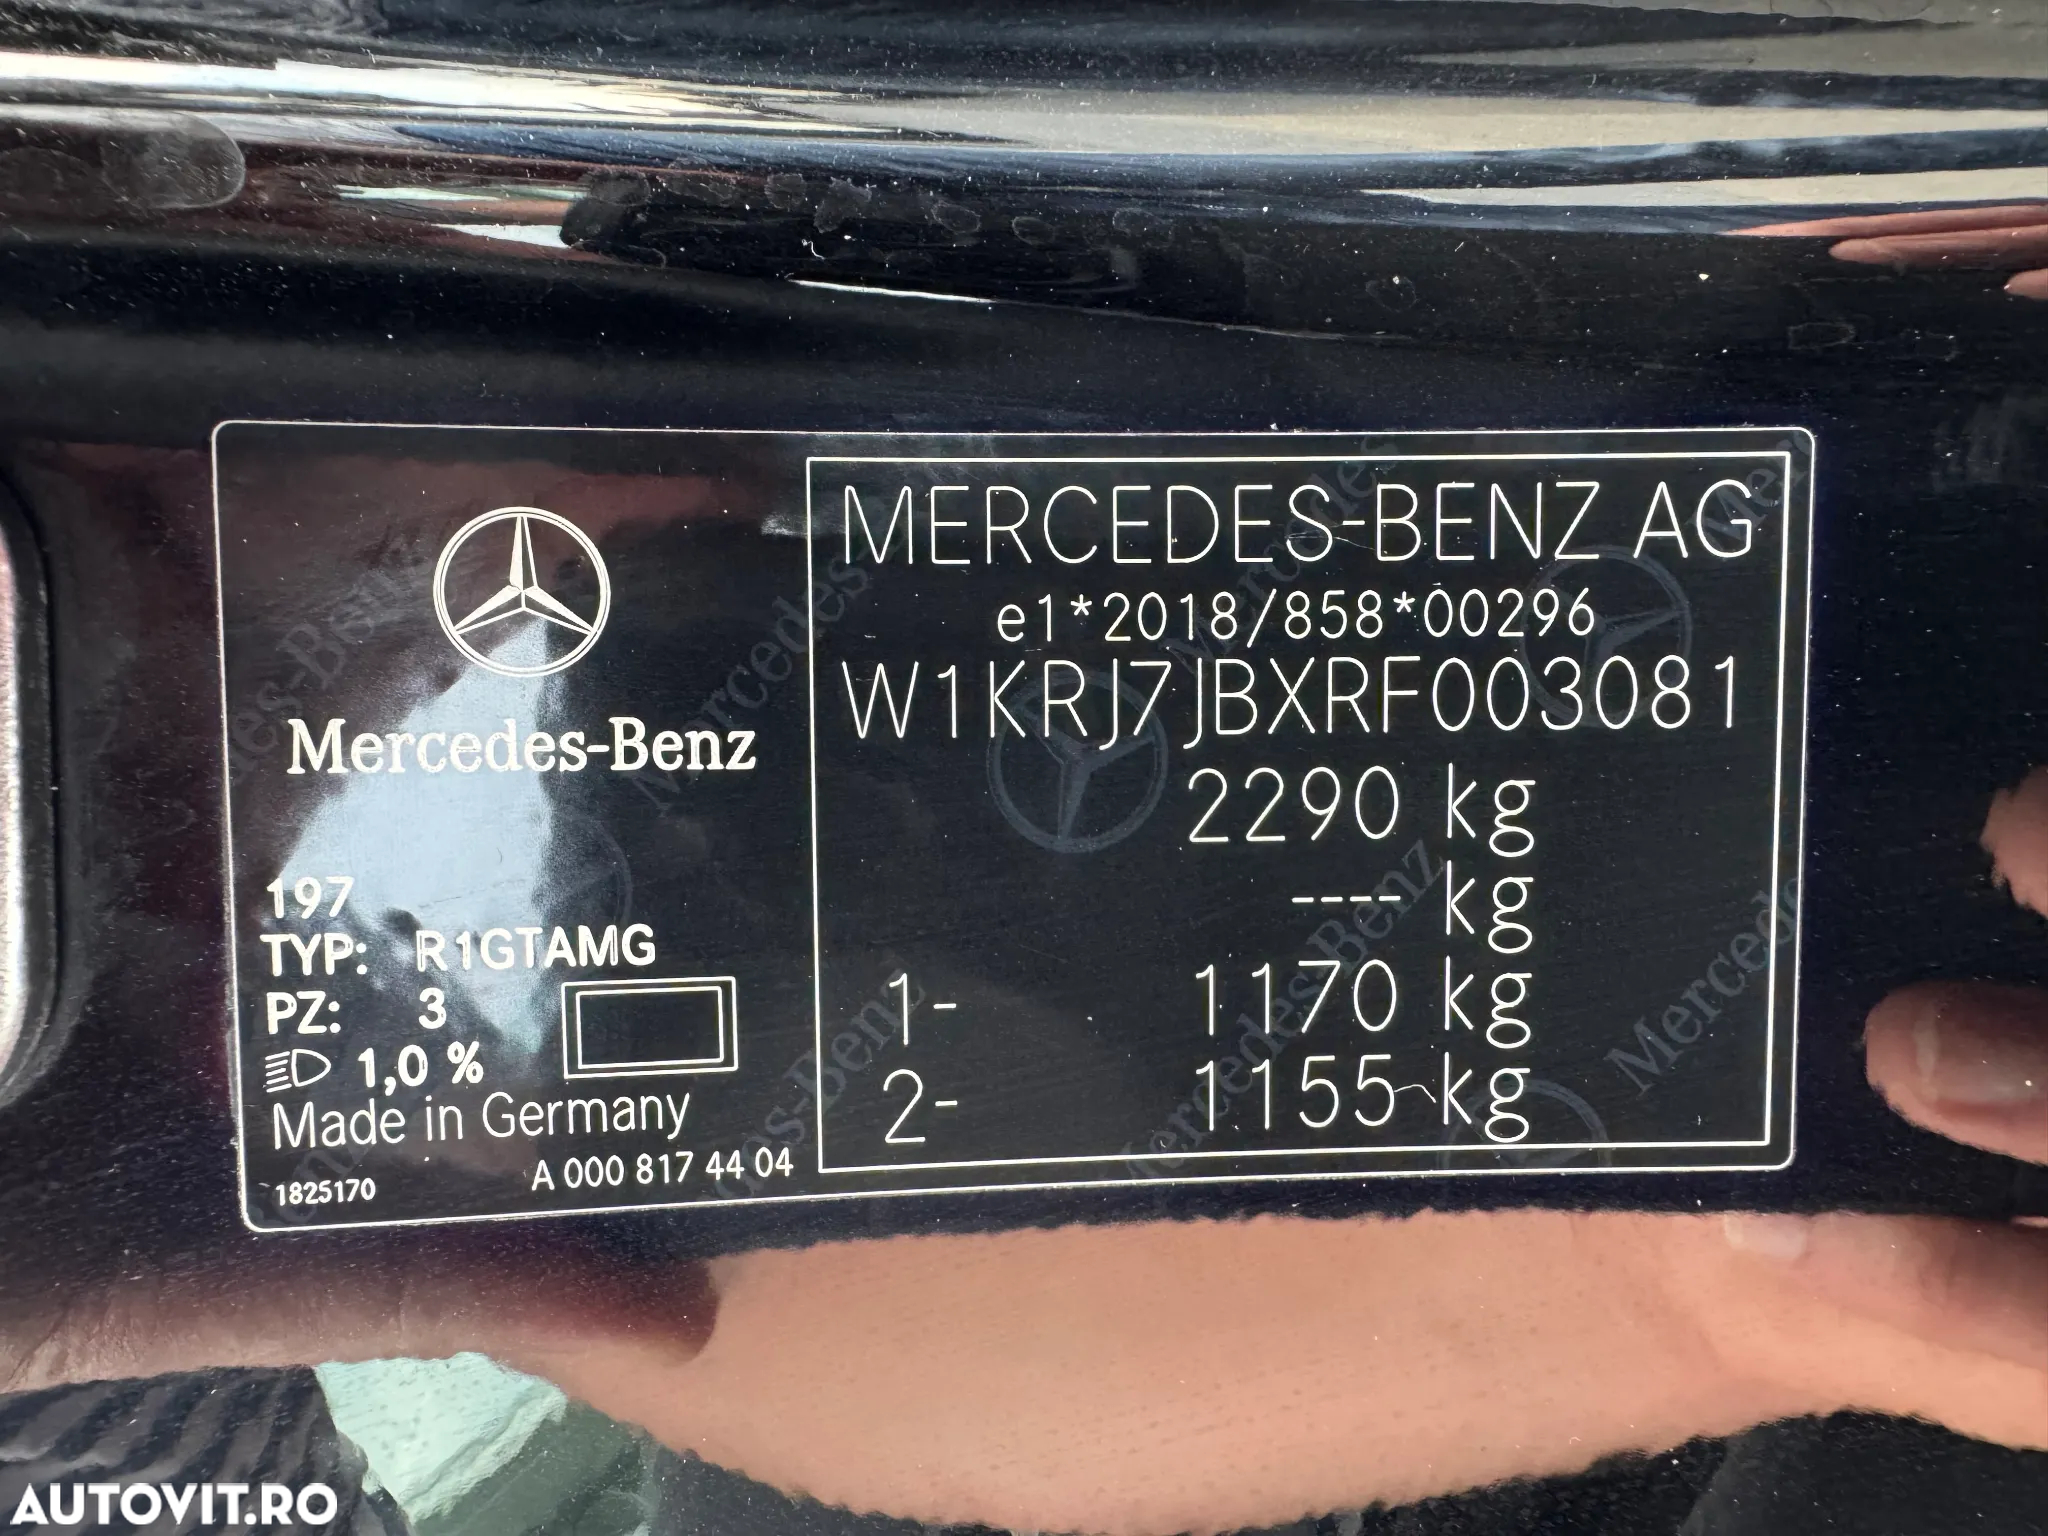 MERCEDES-BENZ AG
e1*2018/858*00296
W1KRJ7JBXRF003081
2290 kg
---- kg
1- 1170 kg
2- 1155 kg
Mercedes-Benz
197
TYP: R1GTAMG
PZ: 3
1,0 %
Made in Germany
1825170 A 000 817 44 04
AUTOVIT.RO